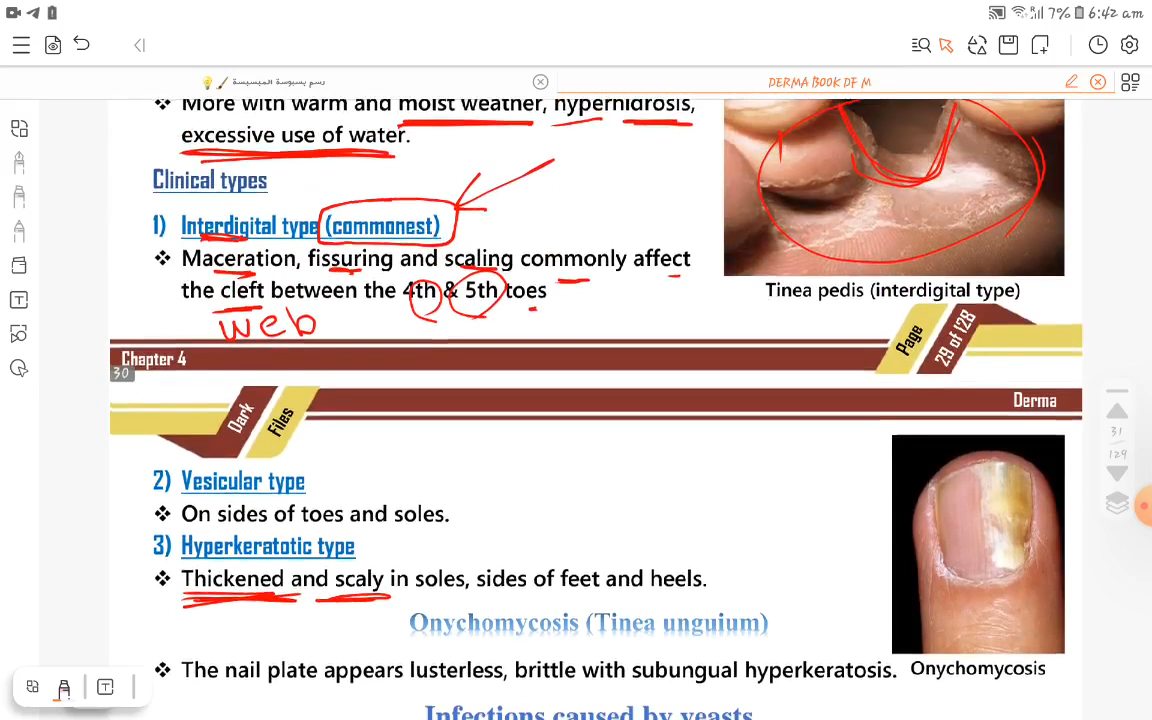 7% 6:42 am
رسم بسبوسة المبسبسة
DERMA BOOK DF M
More with warm and moist weather, hyperhidrosis,
excessive use of water.
Clinical types
1) Interdigital type (commonest)
❖ Maceration, fissuring and scaling commonly affect
the cleft between the 4th & 5th toes
web
Tinea pedis (interdigital type)
Chapter 4
Page
29 of 128
30
Dark
Files
Derma
2) Vesicular type
❖ On sides of toes and soles.
3) Hyperkeratotic type
❖ Thickened and scaly in soles, sides of feet and heels.
Onychomycosis (Tinea unguium)
❖ The nail plate appears lusterless, brittle with subungual hyperkeratosis.
Onychomycosis
Infections caused by yeasts
31
129